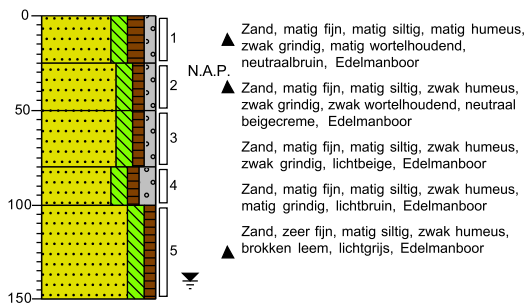 0
50
100
150
1
2
3
4
5
N.A.P.
Zand, matig fijn, matig siltig, matig humeus,
zwak grindig, matig wortelhoudend,
neutraalbruin, Edelmanboor
Zand, matig fijn, matig siltig, zwak humeus,
zwak grindig, zwak wortelhoudend, neutraal
beigecreme, Edelmanboor
Zand, matig fijn, matig siltig, zwak humeus,
zwak grindig, lichtbeige, Edelmanboor
Zand, matig fijn, matig siltig, zwak humeus,
matig grindig, lichtbruin, Edelmanboor
Zand, zeer fijn, matig siltig, zwak humeus,
brokken leem, lichtgrijs, Edelmanboor